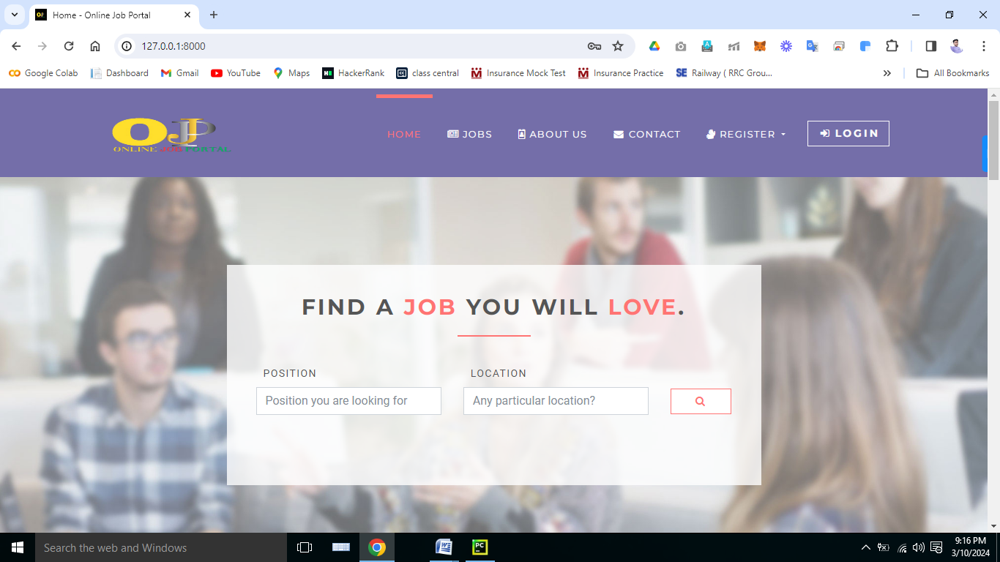 Home - Online Job Portal
127.0.0.1:8000
Google Colab Dashboard Gmail YouTube Maps HackerRank class central Insurance Mock Test Insurance Practice Railway ( RRC Grou... All Bookmarks
OJP
ONLINE JOB PORTAL
HOME JOBS ABOUT US CONTACT REGISTER LOGIN
FIND A JOB YOU WILL LOVE.
POSITION LOCATION
Position you are looking for Any particular location?
Search the web and Windows
9:16 PM
3/10/2024